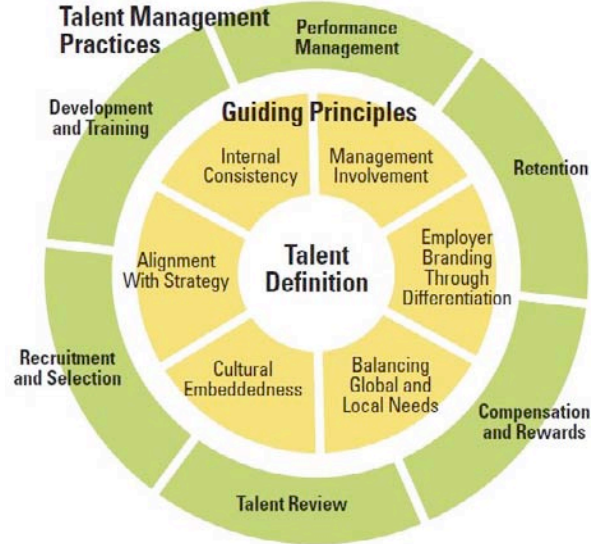 Talent Management
Practices
Performance
Management
Development
and Training
Guiding Principles
Internal
Consistency
Management
Involvement
Retention
Alignment
With Strategy
Talent
Definition
Employer
Branding
Through
Differentiation
Recruitment
and Selection
Cultural
Embeddedness
Balancing
Global and
Local Needs
Compensation
and Rewards
Talent Review